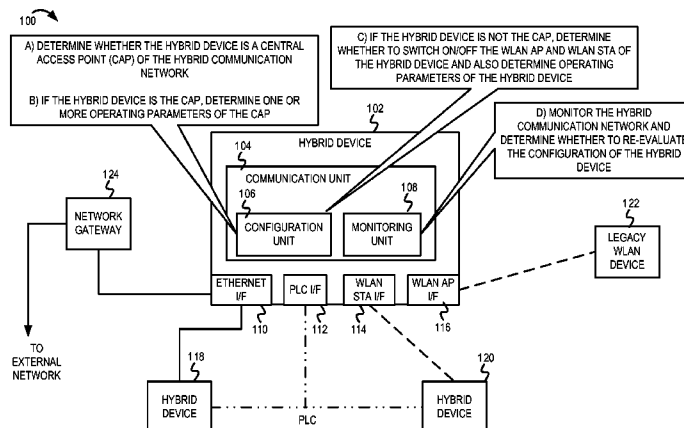 100
A) DETERMINE WHETHER THE HYBRID DEVICE IS A CENTRAL
ACCESS POINT (CAP) OF THE HYBRID COMMUNICATION
NETWORK
B) IF THE HYBRID DEVICE IS THE CAP, DETERMINE ONE OR
MORE OPERATING PARAMETERS OF THE CAP
C) IF THE HYBRID DEVICE IS NOT THE CAP, DETERMINE
WHETHER TO SWITCH ON/OFF THE WLAN AP AND WLAN STA OF
THE HYBRID DEVICE AND ALSO DETERMINE OPERATING
PARAMETERS OF THE HYBRID DEVICE
D) MONITOR THE HYBRID
COMMUNICATION NETWORK AND
DETERMINE WHETHER TO RE-EVALUATE
THE CONFIGURATION OF THE HYBRID
DEVICE
102
HYBRID DEVICE
104
COMMUNICATION UNIT
106
CONFIGURATION
UNIT
108
MONITORING
UNIT
124
NETWORK
GATEWAY
122
LEGACY
WLAN
DEVICE
ETHERNET
I/F
PLC I/F
WLAN
STA I/F
WLAN AP
I/F
110
112
114
116
TO
EXTERNAL
NETWORK
118
HYBRID
DEVICE
PLC
120
HYBRID
DEVICE